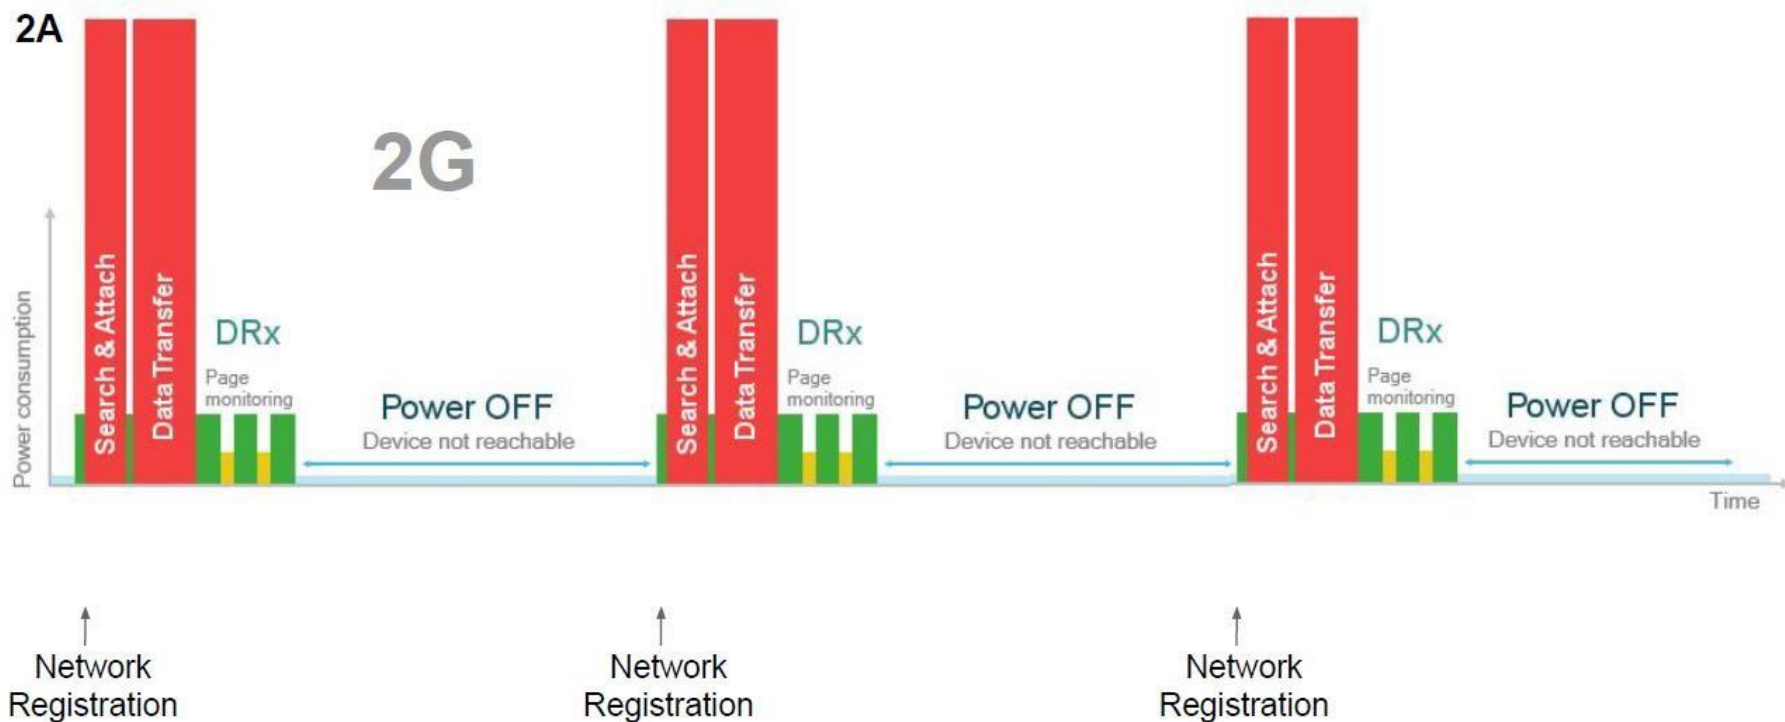 2A
2G
Power consumption
Search & Attach
Data Transfer
DRx
Page
monitoring
Power OFF
Device not reachable
Search & Attach
Data Transfer
DRx
Page
monitoring
Power OFF
Device not reachable
Search & Attach
Data Transfer
DRx
Page
monitoring
Power OFF
Device not reachable
Time
Network
Registration
Network
Registration
Network
Registration